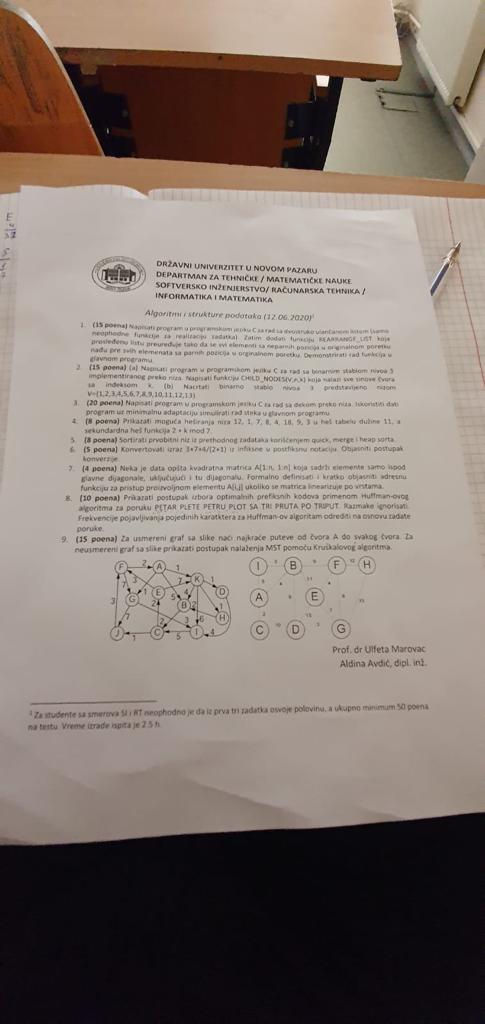 DRŽAVNI UNIVERZITET U NOVOM PAZARU
DEPARTMAN ZA TEHNIČKE / MATEMATIČKE NAUKE
SOFTVERSKO INŽENJERSTVO/ RAČUNARSKA TEHNIKA /
INFORMATIKA I MATEMATIKA
Algoritmi i strukture podataka (12.06.2020)¹
1. (15 poena) Napisati program u programskom jeziku C za rad sa dvostruko ulančanom listom (samo
neophodne funkcije za realizaciju zadatka). Zatim dodati funkciju REARRANGE_LIST koja
prosleđenu listu preuređuje tako da se svi elementi sa neparnih pozicija u originalnom poretku
nađu pre svih elemenata sa parnih pozicija u orginalnom poretku. Demonstrirati rad funkcija u
glavnom programu.
2. (15 poena) (a) Napisati program u programskom jeziku C za rad sa binarnim stablom nivoa 3
implementiranog preko niza. Napisati funkciju CHILD_NODES(V,n,k) koja nalazi sve sinove čvora
sa indeksom k. (b) Nacrtati binarno stablo nivoa 3 predstavljeno nizom
V=(1,2,3,4,5,6,7,8,9,10,11,12,13)
3. (20 poena) Napisati program u programskom jeziku C za rad sa dekom preko niza. Iskoristiti dati
program uz minimalnu adaptaciju simulirati rad steka u glavnom programu.
4. (8 poena) Prikazati moguća heširanja niza 12, 1, 7, 8, 4, 18, 9, 3 u heš tabelu dužine 11, a
sekundardna heš funkcija 2 + k mod 7.
5. (8 poena) Sortirati prvobitni niz iz prethodnog zadataka korišćenjem quick, merge i heap sorta.
6. (5 poena) Konvertovati izraz 3+7*4/(2+1) iz infiksne u postfiksnu notaciju. Objasniti postupak
konverzije.
7. (4 poena) Neka je data opšta kvadratna matrica A[1:n, 1:n] koja sadrži elemente samo ispod
glavne dijagonale, uključujući i tu dijagonalu. Formalno definisati i kratko objasniti adresnu
funkciju za pristup proizvoljnom elementu A[i,j] ukoliko se matrica linearizuje po vrstama.
8. (10 poena) Prikazati postupak izbora optimalnih prefiksnih kodova primenom Huffman-ovog
algoritma za poruku PETAR PLETE PETRU PLOT SA TRI PRUTA PO TRIPUT. Razmake ignorisati.
Frekvencije pojavljivanja pojedinih karatktera za Huffman-ov algoritam odrediti na osnovu zadate
poruke.
9. (15 poena) Za usmereni graf sa slike naći najkraće puteve od čvora A do svakog čvora. Za
neusmereni graf sa slike prikazati postupak nalaženja MST pomoću Kruškalovog algoritma.
F 2 A 1 K D G E B H J C I
I B F H
A E
C D G
Prof. dr Ulfeta Marovac
Aldina Avdić, dipl. inž.
¹ Za studente sa smerova SI i RT neophodno je da iz prva tri zadatka osvoje polovinu, a ukupno minimum 50 poena
na testu. Vreme izrade ispita je 2.5 h.